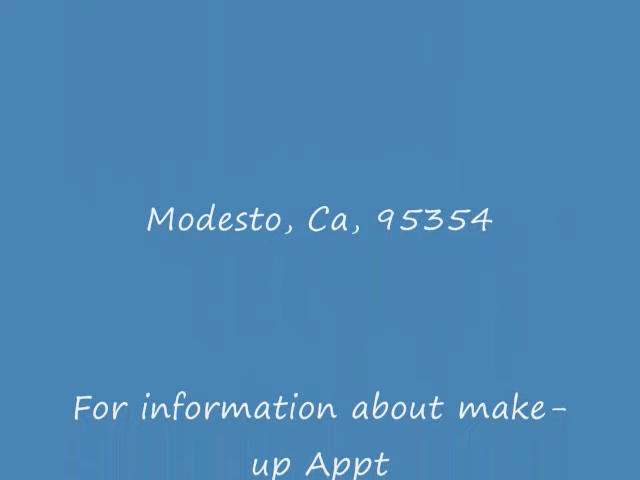 Modesto, Ca, 95354
For information about make-
up Appt